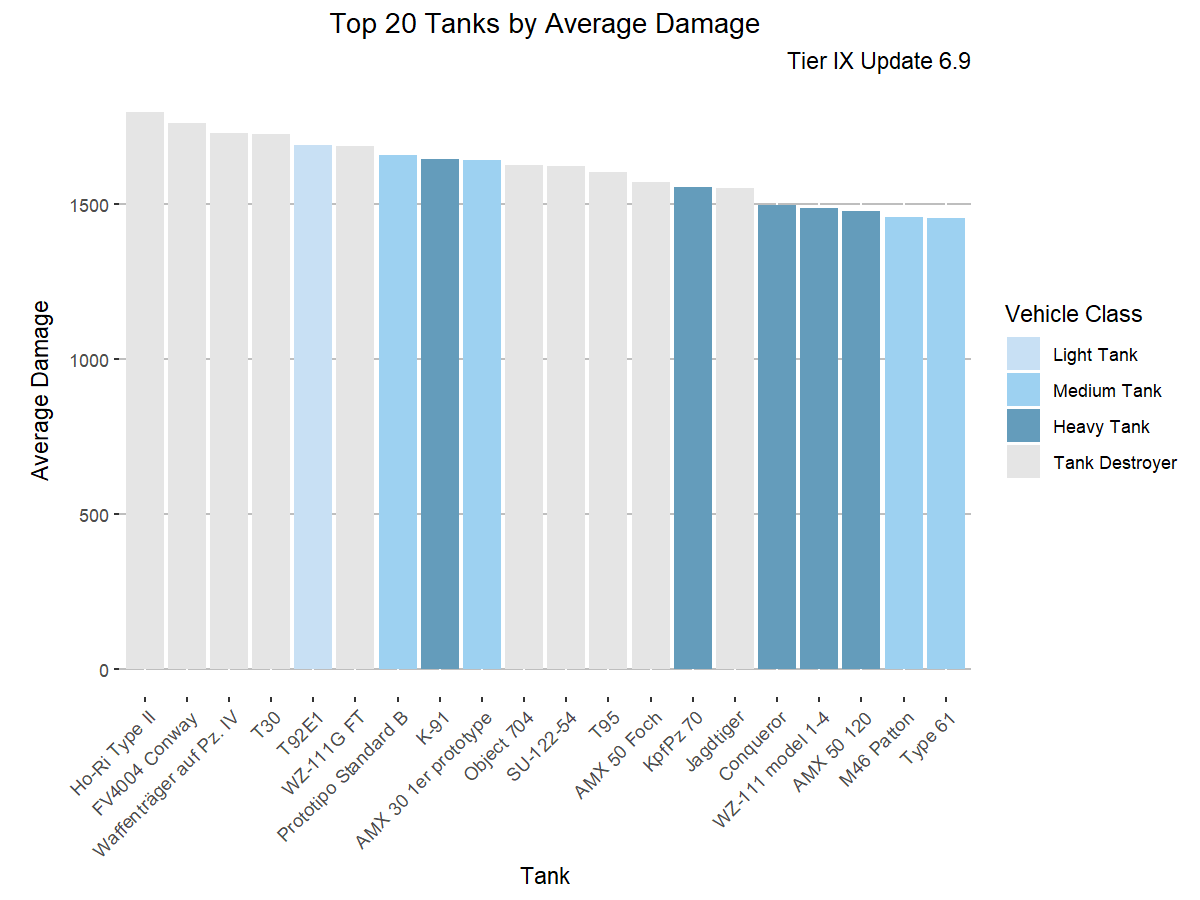 Top 20 Tanks by Average Damage
Tier IX Update 6.9
Average Damage
1500
1000
500
0
Ho-Ri Type II
FV4004 Conway
Waffenträger auf Pz. IV
T30
T92E1
WZ-111G FT
Prototipo Standard B
K-91
AMX 30 1er prototype
Object 704
SU-122-54
T95
AMX 50 Foch
KpfPz 70
Jagdtiger
Conqueror
WZ-111 model 1-4
AMX 50 120
M46 Patton
Type 61
Tank
Vehicle Class
Light Tank
Medium Tank
Heavy Tank
Tank Destroyer